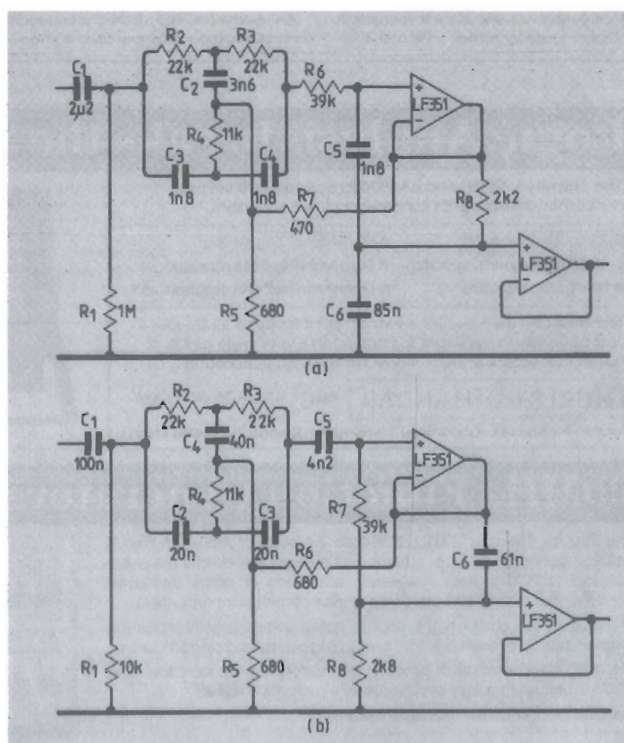 R2 R3
22k 22k
C1 C2 3n6 R6
2µ2 39k
R4 11k
C3 C4
1n8 1n8
C5
1n8
+
LF351
−
R7
470
R8 2k2
+
LF351
−
R1 1M
R5 680
C6 85n
(a)
R2 R3
22k 22k
C1 C4 40n C5
100n 4n2
R4 11k
C2 C3
20n 20n
+
LF351
−
R7
39k
R6
680
C6 61n
+
LF351
−
R1 10k
R5 680
R8 2k8
(b)